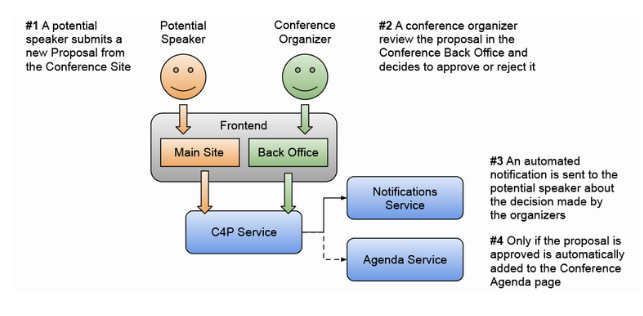 #1 A potential
speaker submits a
new Proposal from
the Conference Site
Potential
Speaker
Conference
Organizer
#2 A conference organizer
review the proposal in the
Conference Back Office and
decides to approve or reject it
Frontend
Main Site
Back Office
C4P Service
Notifications
Service
Agenda Service
#3 An automated
notification is sent to the
potential speaker about
the decision made by
the organizers
#4 Only if the proposal is
approved is automatically
added to the Conference
Agenda page